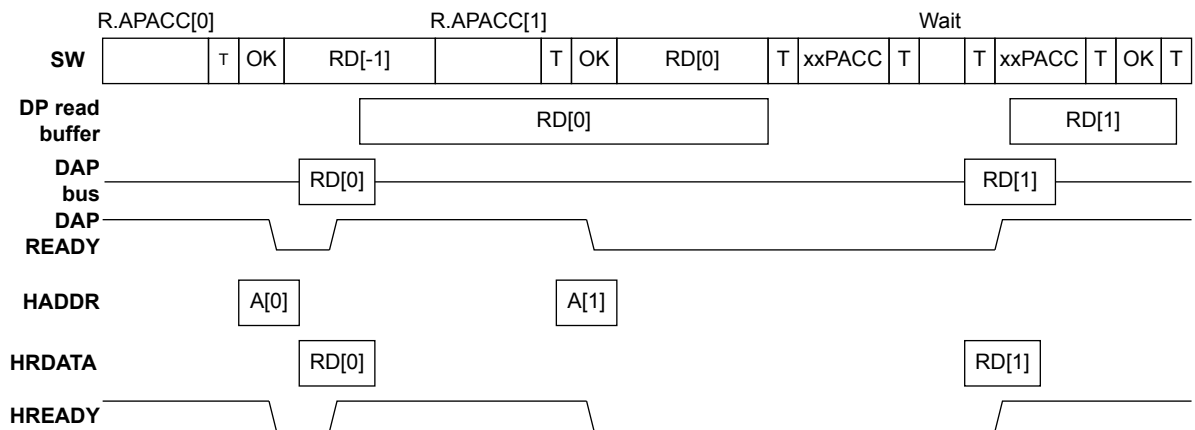 R.APACC[0] R.APACC[1] Wait
SW T OK RD[-1] T OK RD[0] T xxPACC T T xxPACC T OK T
DP read
buffer RD[0] RD[1]
DAP
bus RD[0] RD[1]
DAP
READY
HADDR A[0] A[1]
HRDATA RD[0] RD[1]
HREADY